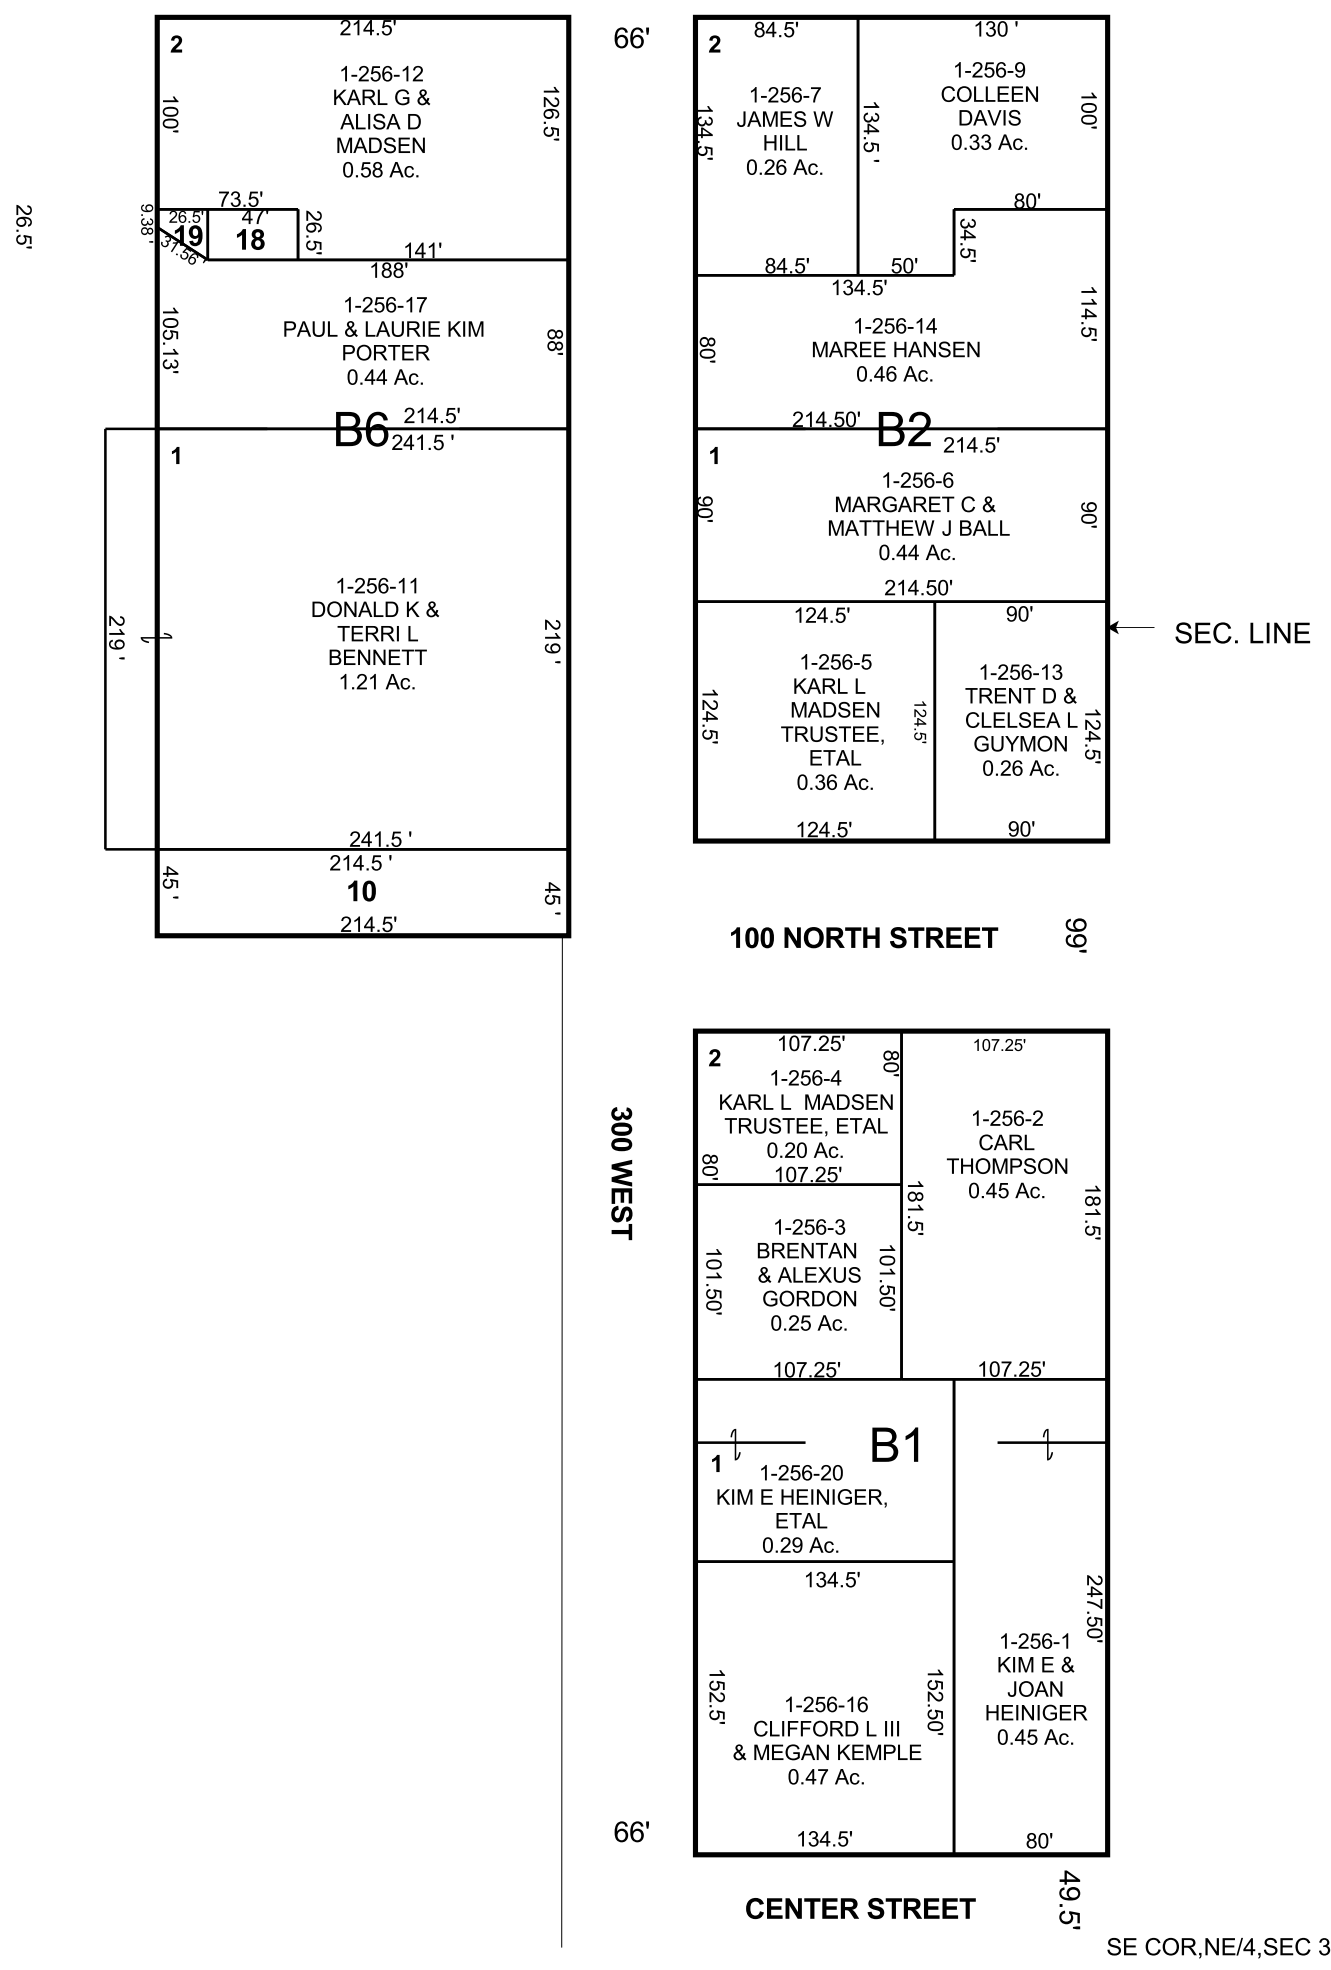 214.5'
2
1-256-12
KARL G &
ALISA D
MADSEN
0.58 Ac.
100'
126.5'
73.5'
26.5'
47'
9.38 '
19
18
37.56'
26.5'
26.5'
141'
188'
1-256-17
PAUL & LAURIE KIM
PORTER
0.44 Ac.
105.13'
88'
214.5'
B6
241.5 '
1
1-256-11
DONALD K &
TERRI L
BENNETT
1.21 Ac.
219 '
219 '
241.5 '
214.5 '
45 '
10
45 '
214.5'
66'
84.5'
130 '
2
1-256-7
JAMES W
HILL
0.26 Ac.
134.5'
134.5 '
1-256-9
COLLEEN
DAVIS
0.33 Ac.
100'
80'
34.5'
84.5'
50'
134.5'
1-256-14
MAREE HANSEN
0.46 Ac.
80'
114.5'
214.50'
B2
214.5'
1
1-256-6
MARGARET C &
MATTHEW J BALL
0.44 Ac.
90'
90'
214.50'
124.5'
90'
SEC. LINE
1-256-5
KARL L
MADSEN
TRUSTEE,
ETAL
0.36 Ac.
124.5'
124.5'
1-256-13
TRENT D &
CLELSEA L
GUYMON
0.26 Ac.
124.5'
124.5'
90'
100 NORTH STREET
99'
300 WEST
107.25'
107.25'
2
80'
1-256-4
KARL L MADSEN
TRUSTEE, ETAL
0.20 Ac.
80'
107.25'
1-256-2
CARL
THOMPSON
0.45 Ac.
181.5'
181.5'
1-256-3
BRENTAN
& ALEXUS
GORDON
0.25 Ac.
101.50'
101.50'
107.25'
107.25'
B1
1
1-256-20
KIM E HEINIGER,
ETAL
0.29 Ac.
134.5'
247.50'
1-256-1
KIM E &
JOAN
HEINIGER
0.45 Ac.
152.5'
152.50'
1-256-16
CLIFFORD L III
& MEGAN KEMPLE
0.47 Ac.
66'
134.5'
80'
CENTER STREET
49.5'
SE COR,NE/4,SEC 3